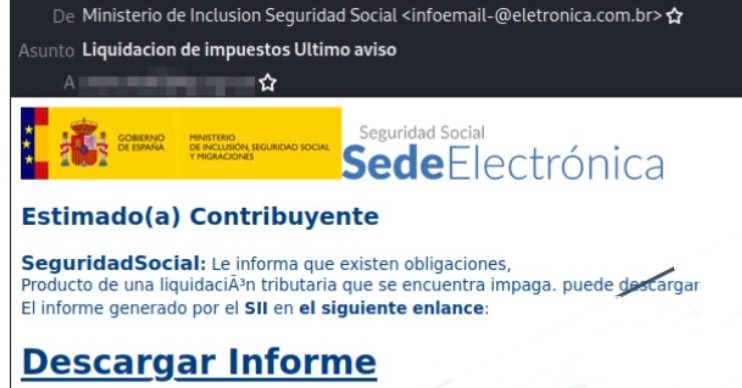 De Ministerio de Inclusion Seguridad Social <infoemail-@eletronica.com.br>
Asunto Liquidacion de impuestos Ultimo aviso
A
GOBIERNO
DE ESPAÑA
MINISTERIO
DE INCLUSIÓN, SEGURIDAD SOCIAL
Y MIGRACIONES
Seguridad Social
SedeElectrónica
Estimado(a) Contribuyente
SeguridadSocial: Le informa que existen obligaciones,
Producto de una liquidaciÃ³n tributaria que se encuentra impaga. puede descargar
El informe generado por el SII en el siguiente enlance:
Descargar Informe